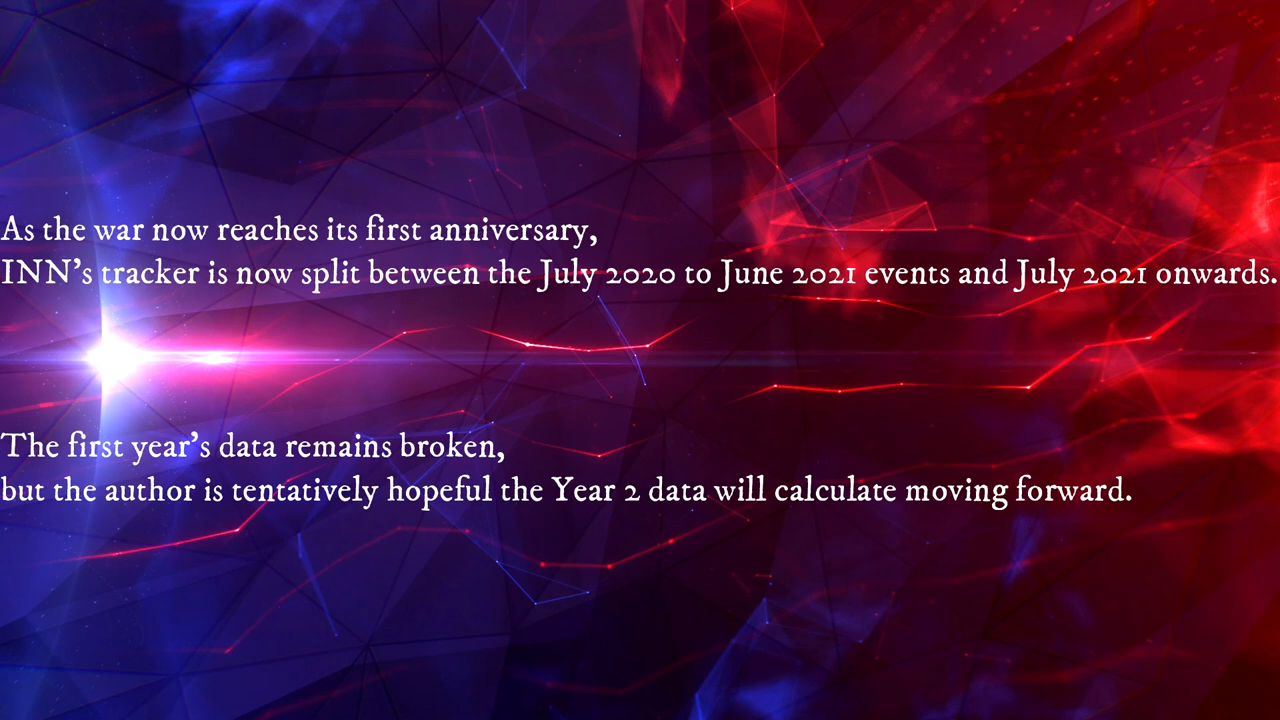 As the war now reaches its first anniversary,
INN's tracker is now split between the July 2020 to June 2021 events and July 2021 onwards.
The first year's data remains broken,
but the author is tentatively hopeful the Year 2 data will calculate moving forward.